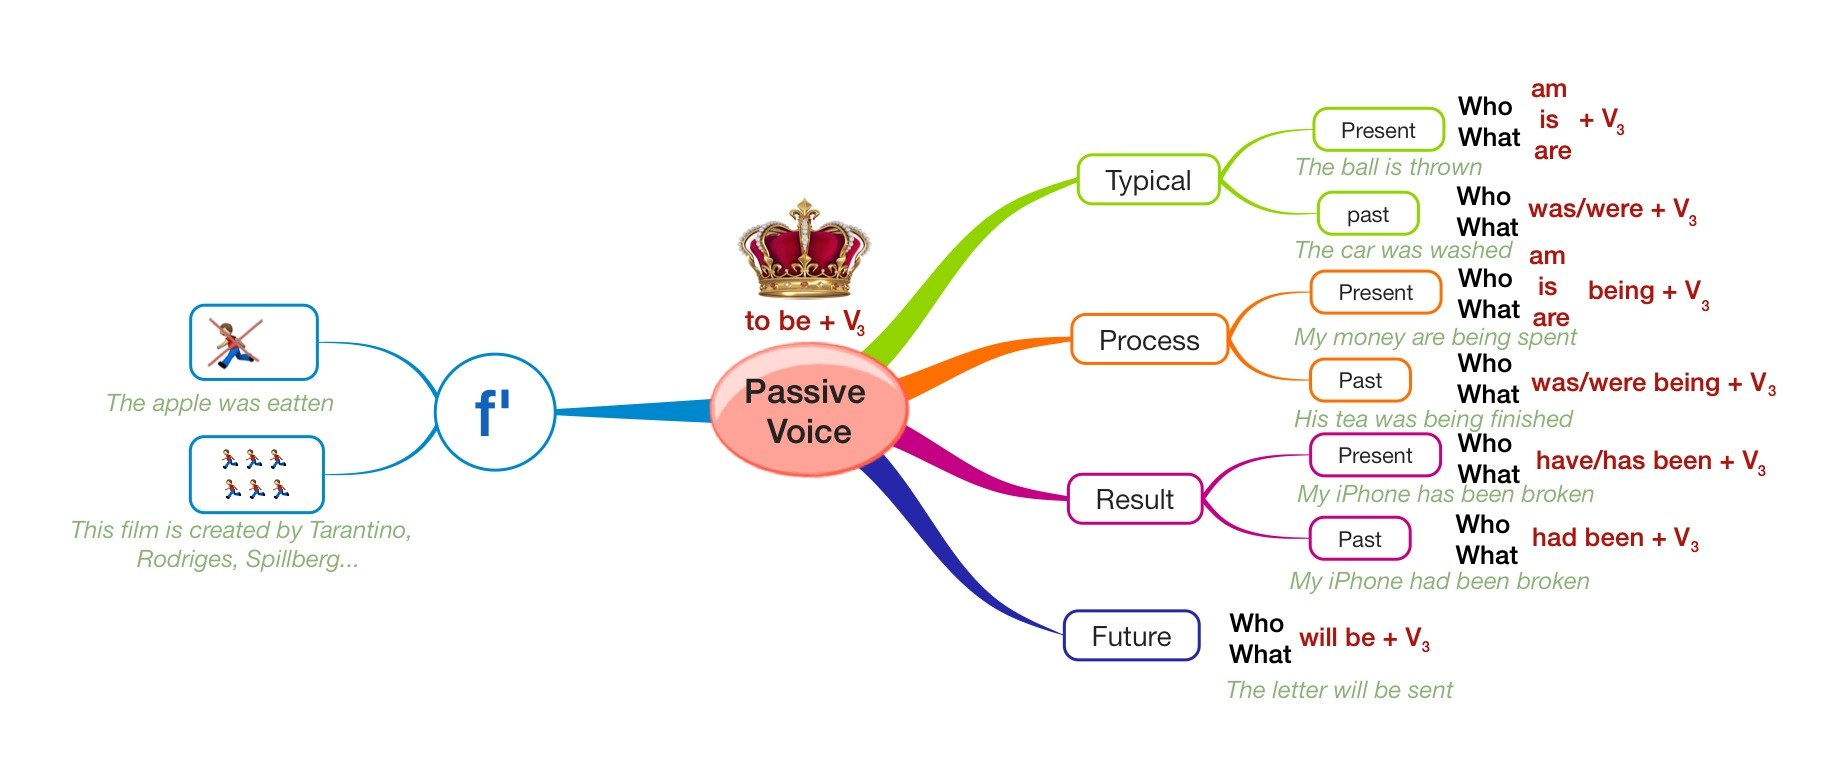 to be + V3
Passive
Voice
f'
The apple was eatten
This film is created by Tarantino,
Rodriges, Spillberg...
Typical
Present
Who
What
am
is + V3
are
The ball is thrown
past
Who
What
was/were + V3
The car was washed
Process
Present
Who
What
am
is being + V3
are
My money are being spent
Past
Who
What
was/were being + V3
His tea was being finished
Result
Present
Who
What
have/has been + V3
My iPhone has been broken
Past
Who
What
had been + V3
My iPhone had been broken
Future
Who
What
will be + V3
The letter will be sent